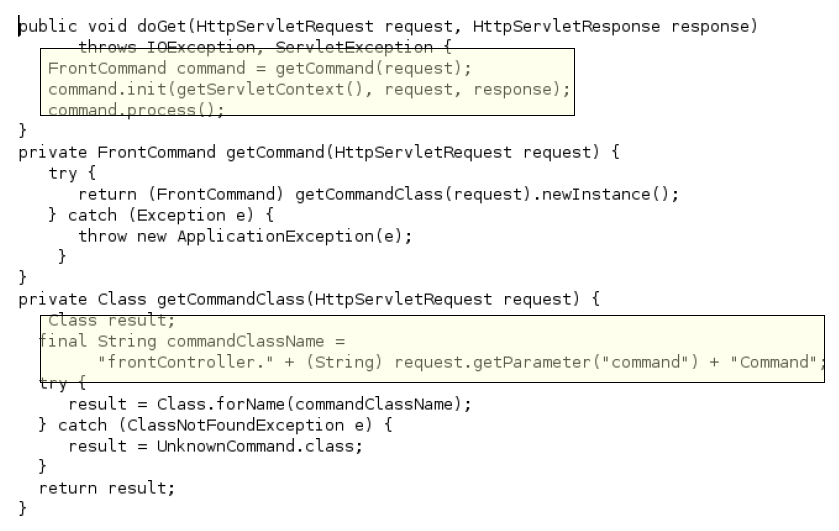 public void doGet(HttpServletRequest request, HttpServletResponse response)
      throws IOException, ServletException {
   FrontCommand command = getCommand(request);
   command.init(getServletContext(), request, response);
   command.process();
}
private FrontCommand getCommand(HttpServletRequest request) {
   try {
      return (FrontCommand) getCommandClass(request).newInstance();
   } catch (Exception e) {
      throw new ApplicationException(e);
    }
}
private Class getCommandClass(HttpServletRequest request) {
   Class result;
  final String commandClassName =
        "frontController." + (String) request.getParameter("command") + "Command";
  try {
     result = Class.forName(commandClassName);
  } catch (ClassNotFoundException e) {
     result = UnknownCommand.class;
  }
  return result;
}